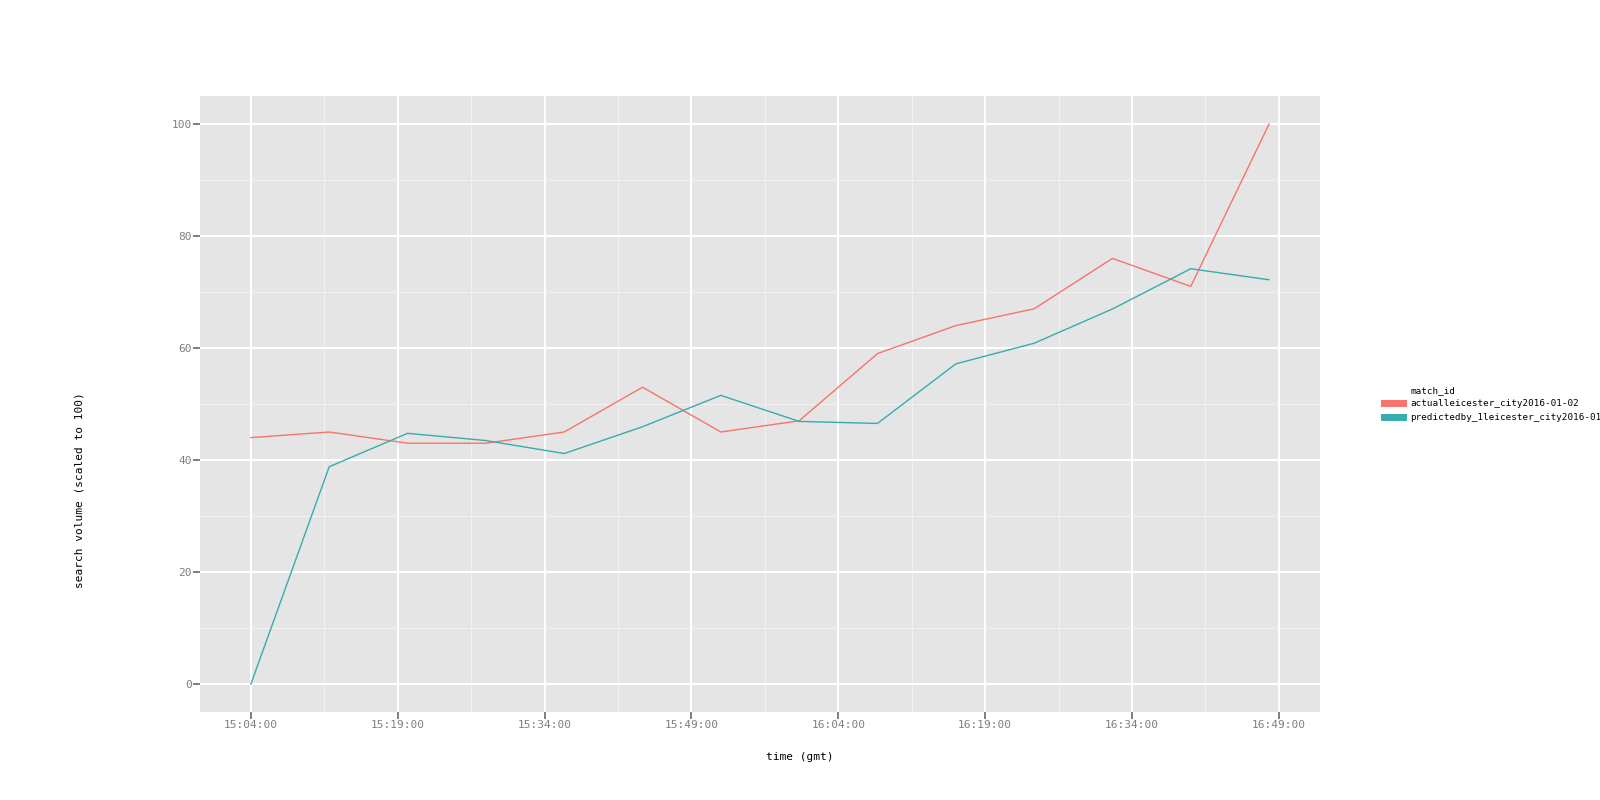 100
80
60
40
20
0
search volume (scaled to 100)
15:04:00 15:19:00 15:34:00 15:49:00 16:04:00 16:19:00 16:34:00 16:49:00
time (gmt)
match_id
actualleicester_city2016-01-02
predictedby_1leicester_city2016-01